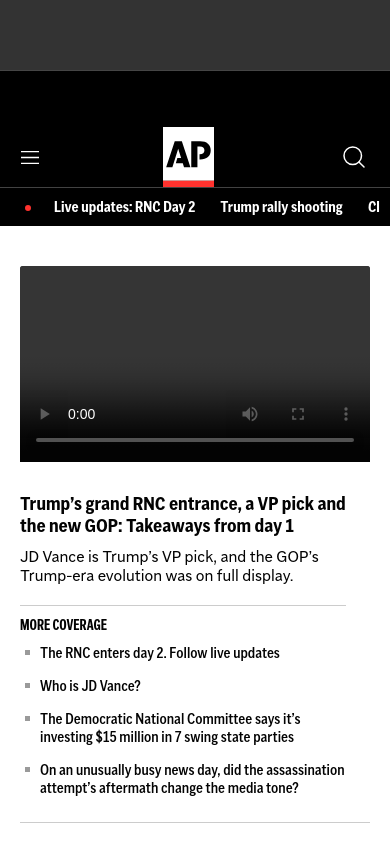 AP
Live updates: RNC Day 2 Trump rally shooting Cl
0:00
Trump’s grand RNC entrance, a VP pick and
the new GOP: Takeaways from day 1
JD Vance is Trump’s VP pick, and the GOP’s
Trump-era evolution was on full display.
MORE COVERAGE
The RNC enters day 2. Follow live updates
Who is JD Vance?
The Democratic National Committee says it’s
investing $15 million in 7 swing state parties
On an unusually busy news day, did the assassination
attempt’s aftermath change the media tone?